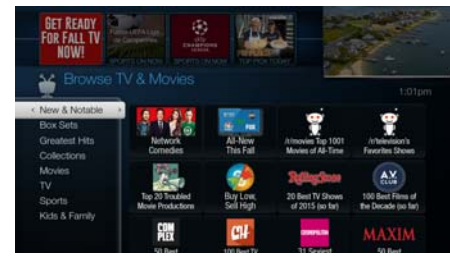 GET READY
FOR FALL TV
NOW!
CHAMPIONS
LEAGUE
SPORTS ON NOW
SPORTS ON NOW
TOP PICK TODAY
Browse TV & Movies
1:01pm
New & Notable
Box Sets
Greatest Hits
Collections
Movies
TV
Sports
Kids & Family
Network
Comedies
FOX
All-New
This Fall
/r/movies Top 1001
Movies of All-Time
/r/television's
Favorites Shows
Top 20 Troubled
Movie Productions
Buy Low,
Sell High
RollingStone
20 Best TV Shows
of 2015 (so far)
A.V.
CLUB
100 Best Films of
the Decade (so far)
COM
PLEX
50 Best
CH
100 Best TV
COSMOPOLITAN
31 Sexiest
MAXIM
50 Best